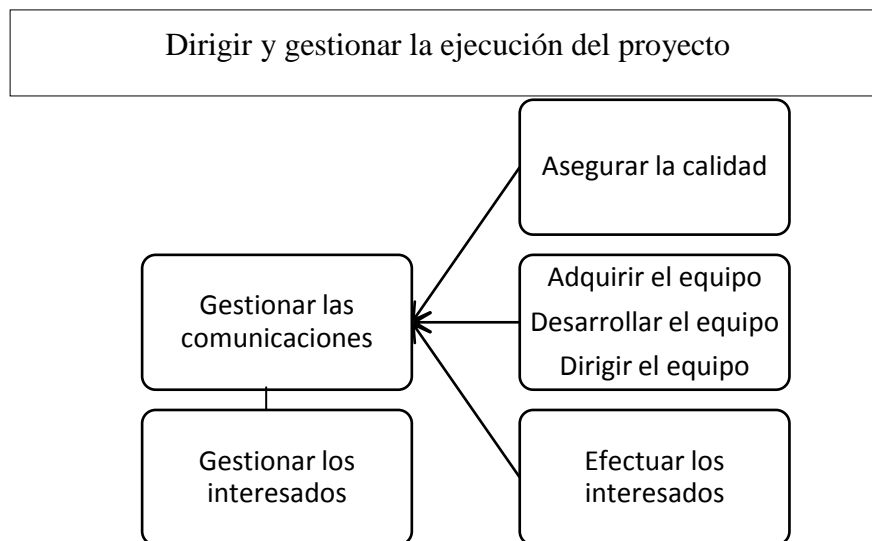 Dirigir y gestionar la ejecución del proyecto
Asegurar la calidad
Gestionar las
comunicaciones
Adquirir el equipo
Desarrollar el equipo
Dirigir el equipo
Gestionar los
interesados
Efectuar los
interesados